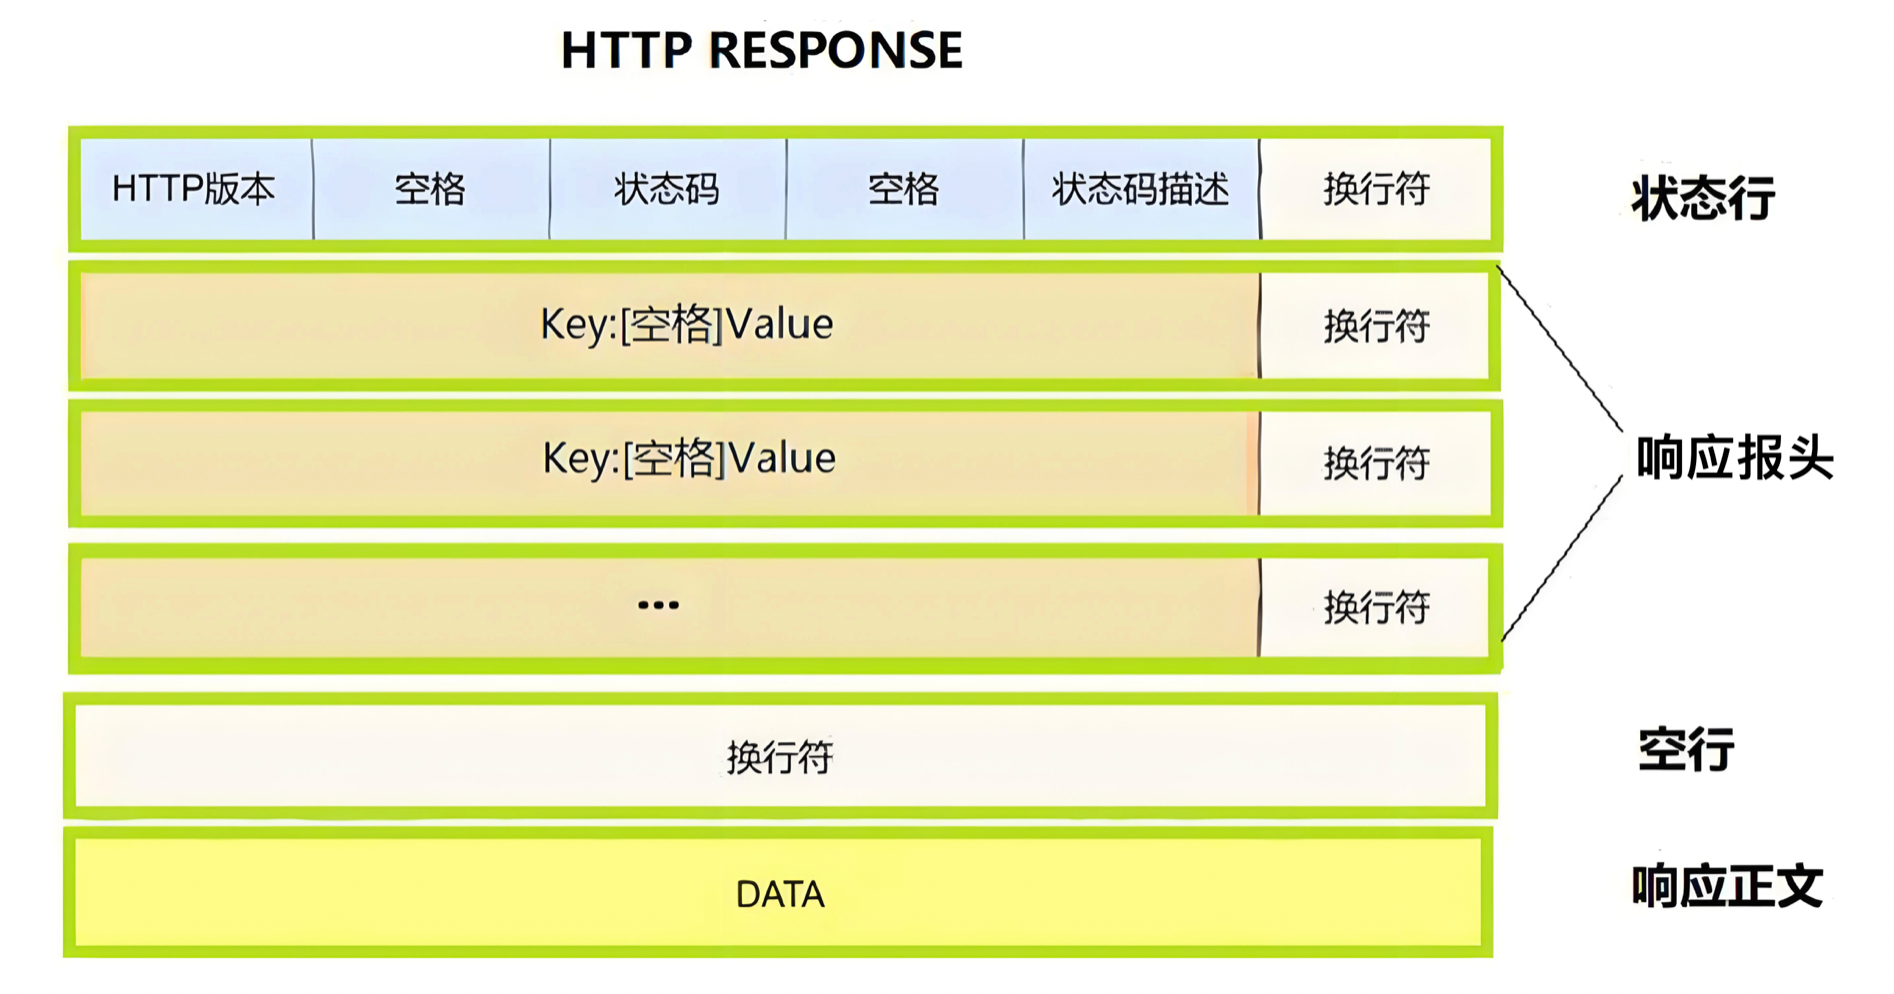 HTTP RESPONSE
HTTP版本 空格 状态码 空格 状态码描述 换行符 状态行
Key:[空格]Value 换行符
Key:[空格]Value 换行符 响应报头
... 换行符
换行符 空行
DATA 响应正文